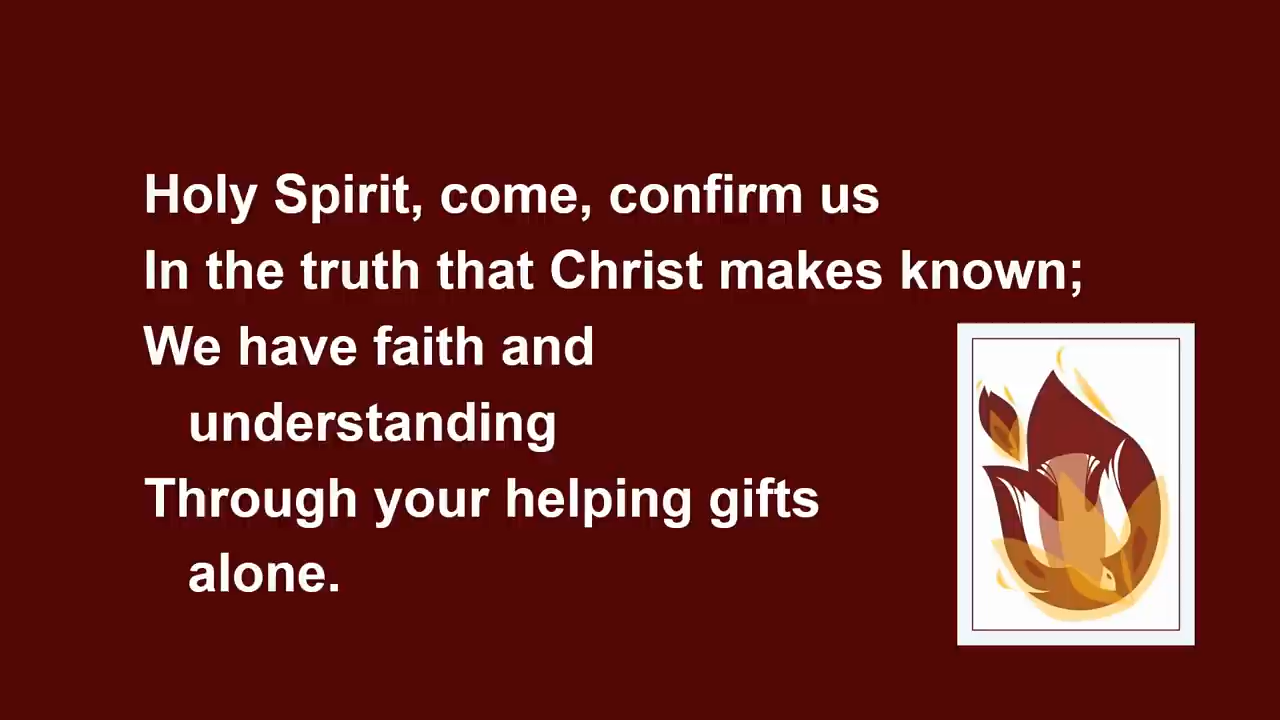 Holy Spirit, come, confirm us
In the truth that Christ makes known;
We have faith and
understanding
Through your helping gifts
alone.